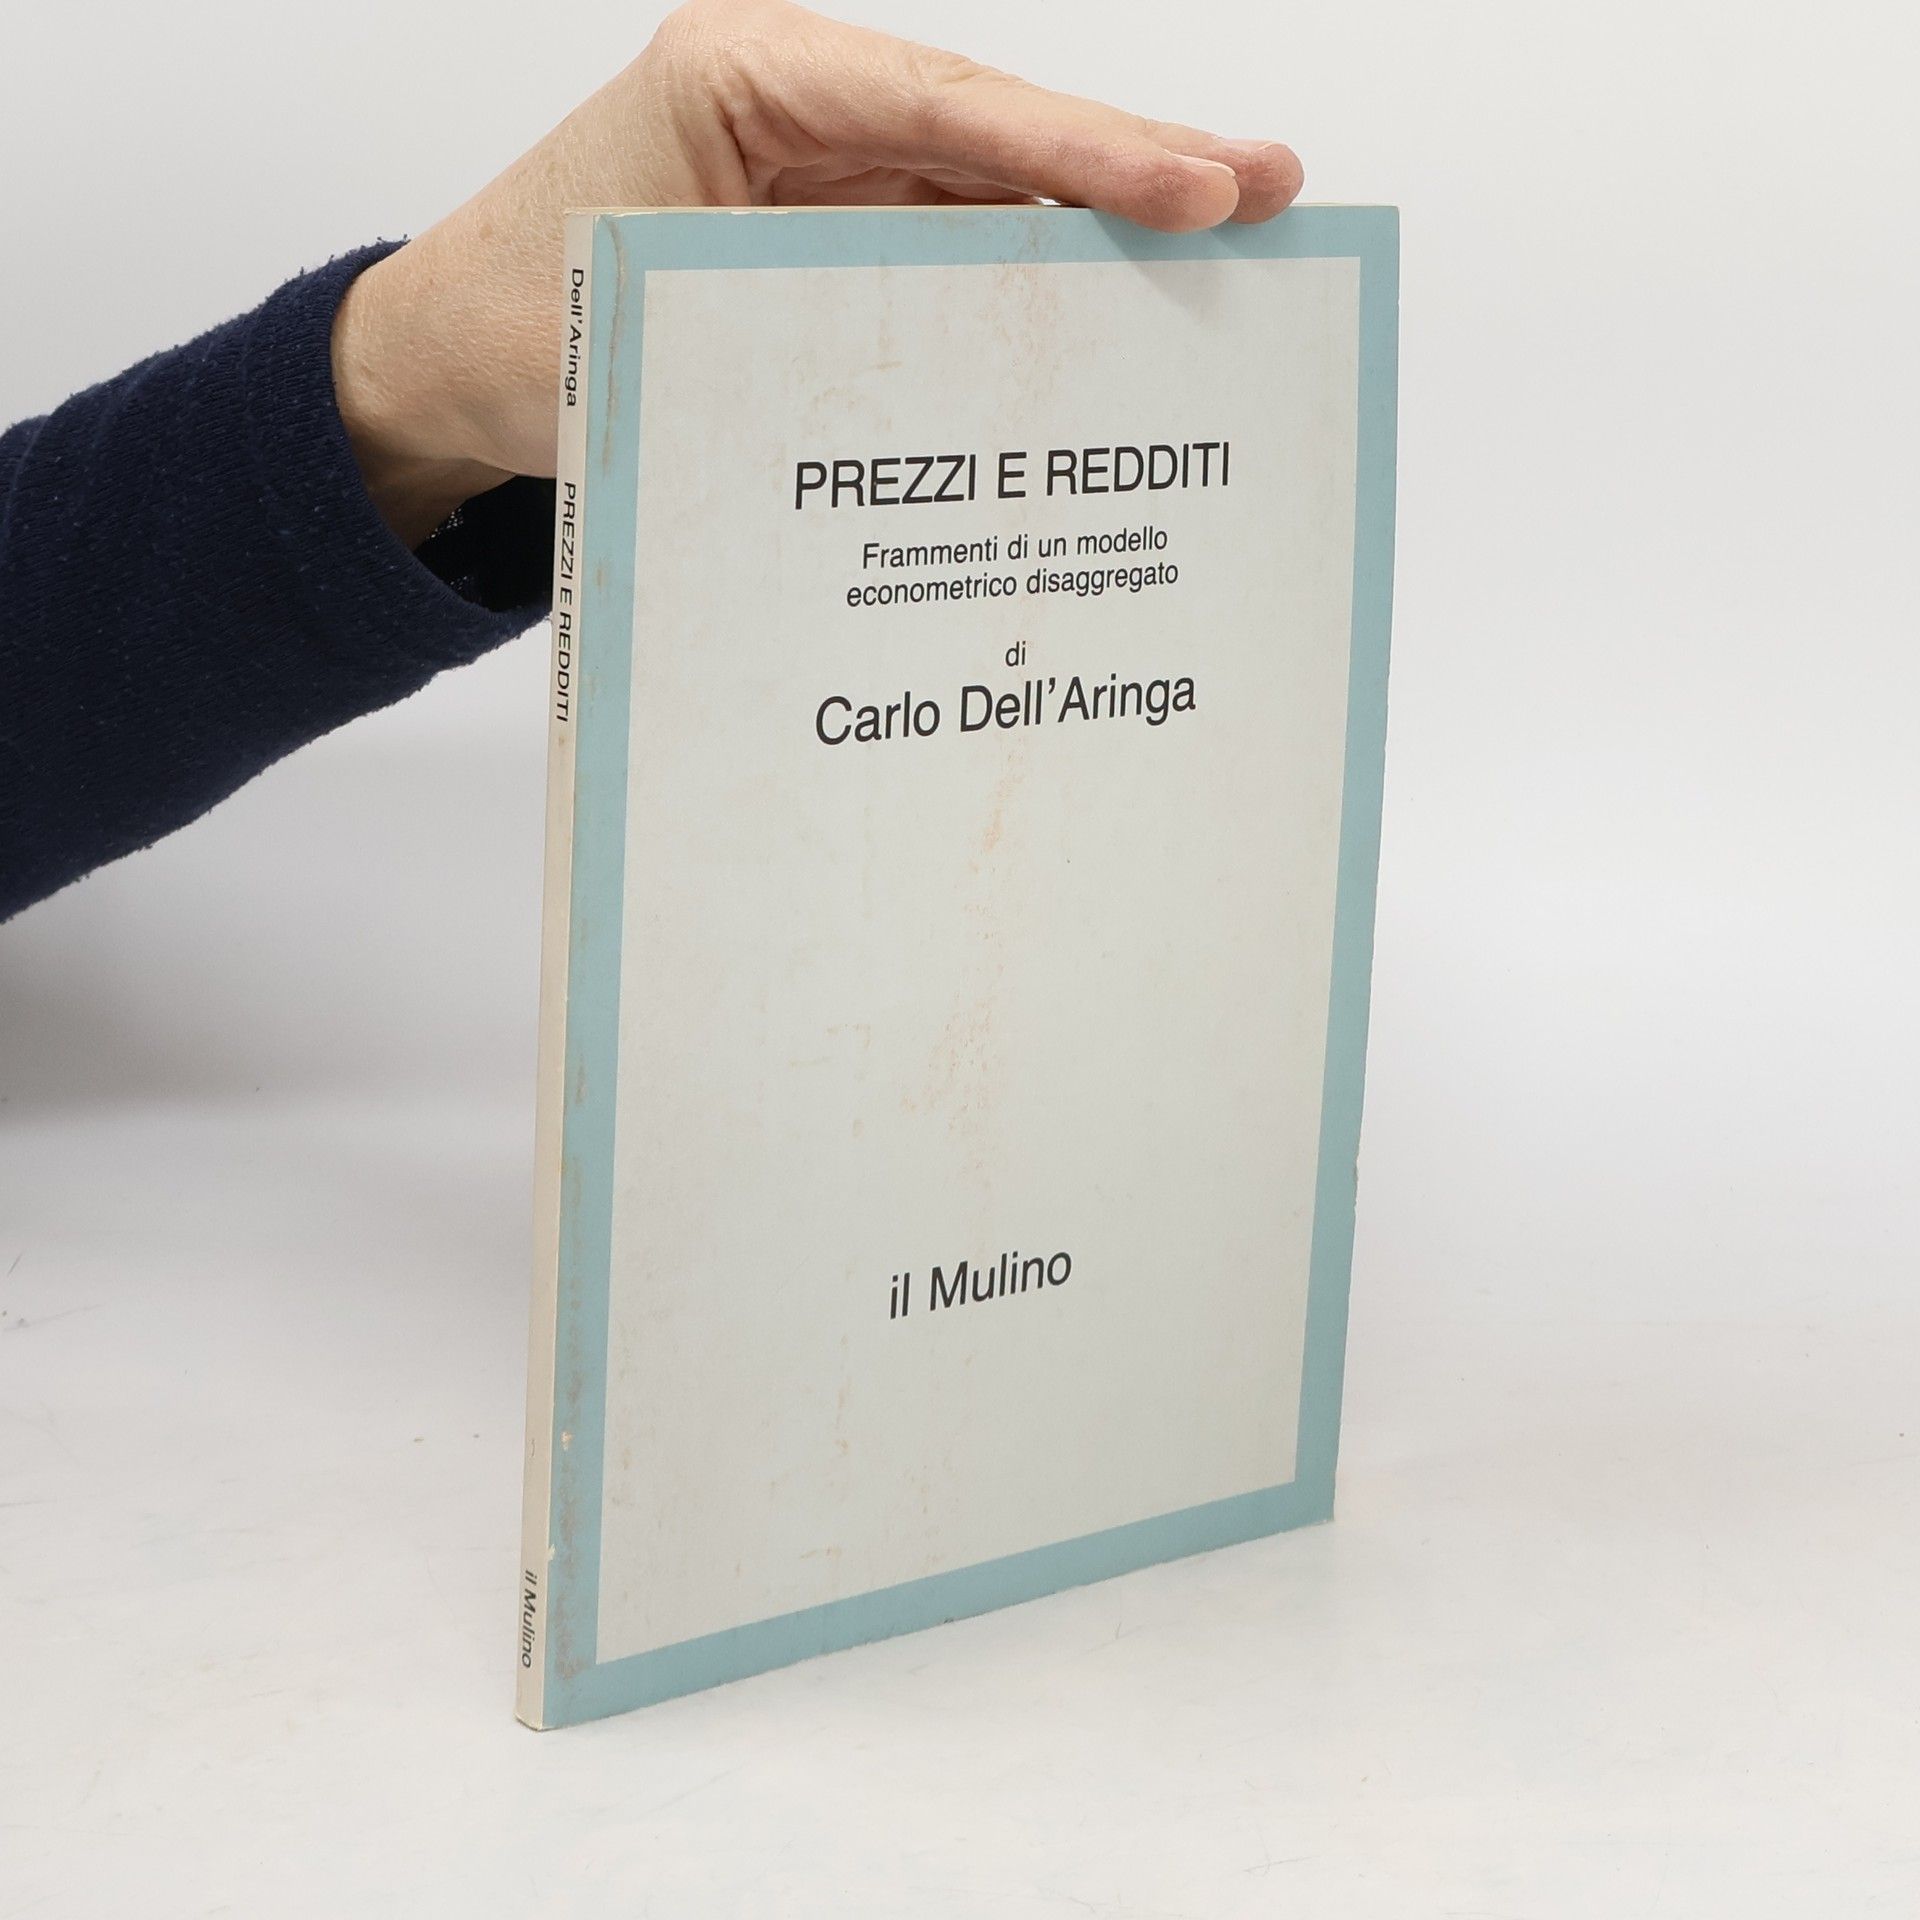 Dell'Aringa
PREZZI E REDDITI
il Mulino
PREZZI E REDDITI
Frammenti di un modello
econometrico disaggregato
di
Carlo Dell'Aringa
il Mulino